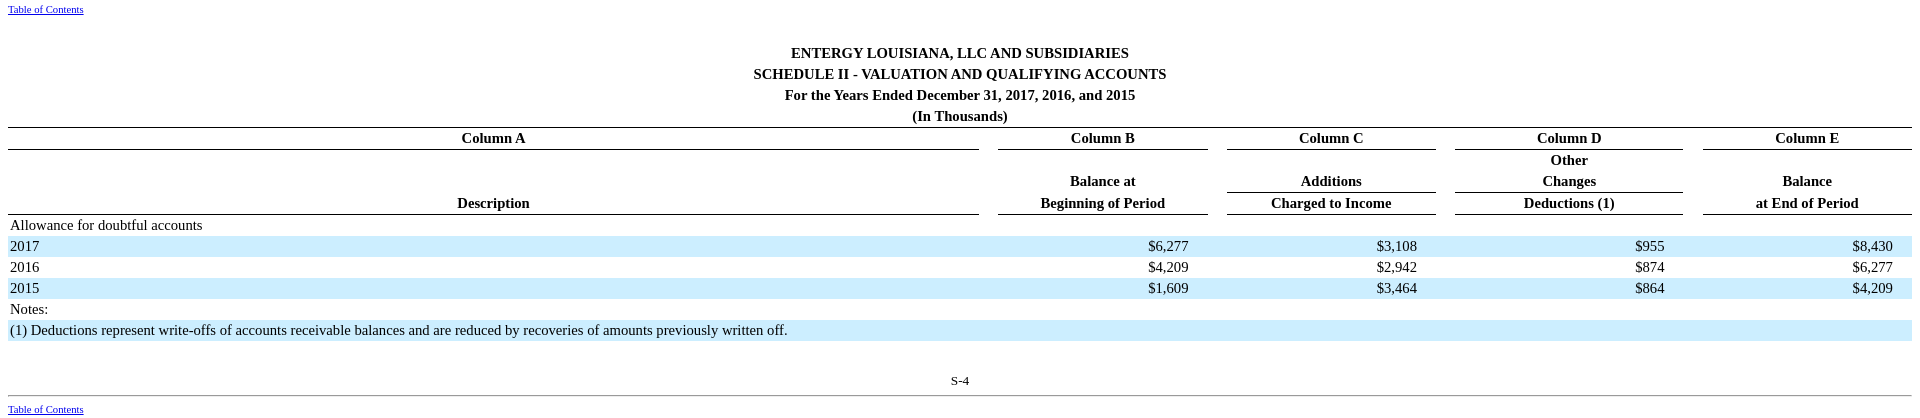 Table of Contents
ENTERGY LOUISIANA, LLC AND SUBSIDIARIES
SCHEDULE II - VALUATION AND QUALIFYING ACCOUNTS
For the Years Ended December 31, 2017, 2016, and 2015
(In Thousands)
Column A Column B Column C Column D Column E
Other
Balance at Additions Changes Balance
Description Beginning of Period Charged to Income Deductions (1) at End of Period
Allowance for doubtful accounts
2017 $6,277 $3,108 $955 $8,430
2016 $4,209 $2,942 $874 $6,277
2015 $1,609 $3,464 $864 $4,209
Notes:
(1) Deductions represent write-offs of accounts receivable balances and are reduced by recoveries of amounts previously written off.
S-4
Table of Contents